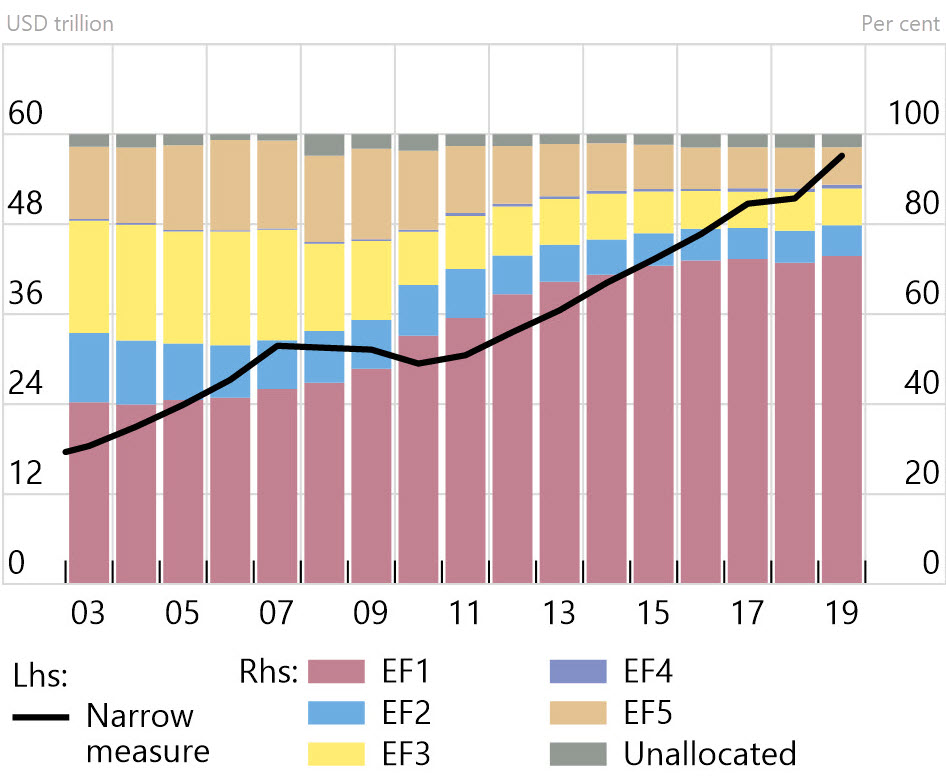 USD trillion Per cent
60 100
48 80
36 60
24 40
12 20
0 0
03 05 07 09 11 13 15 17 19
Lhs: Rhs: EF1 EF4
Narrow EF2 EF5
measure EF3 Unallocated